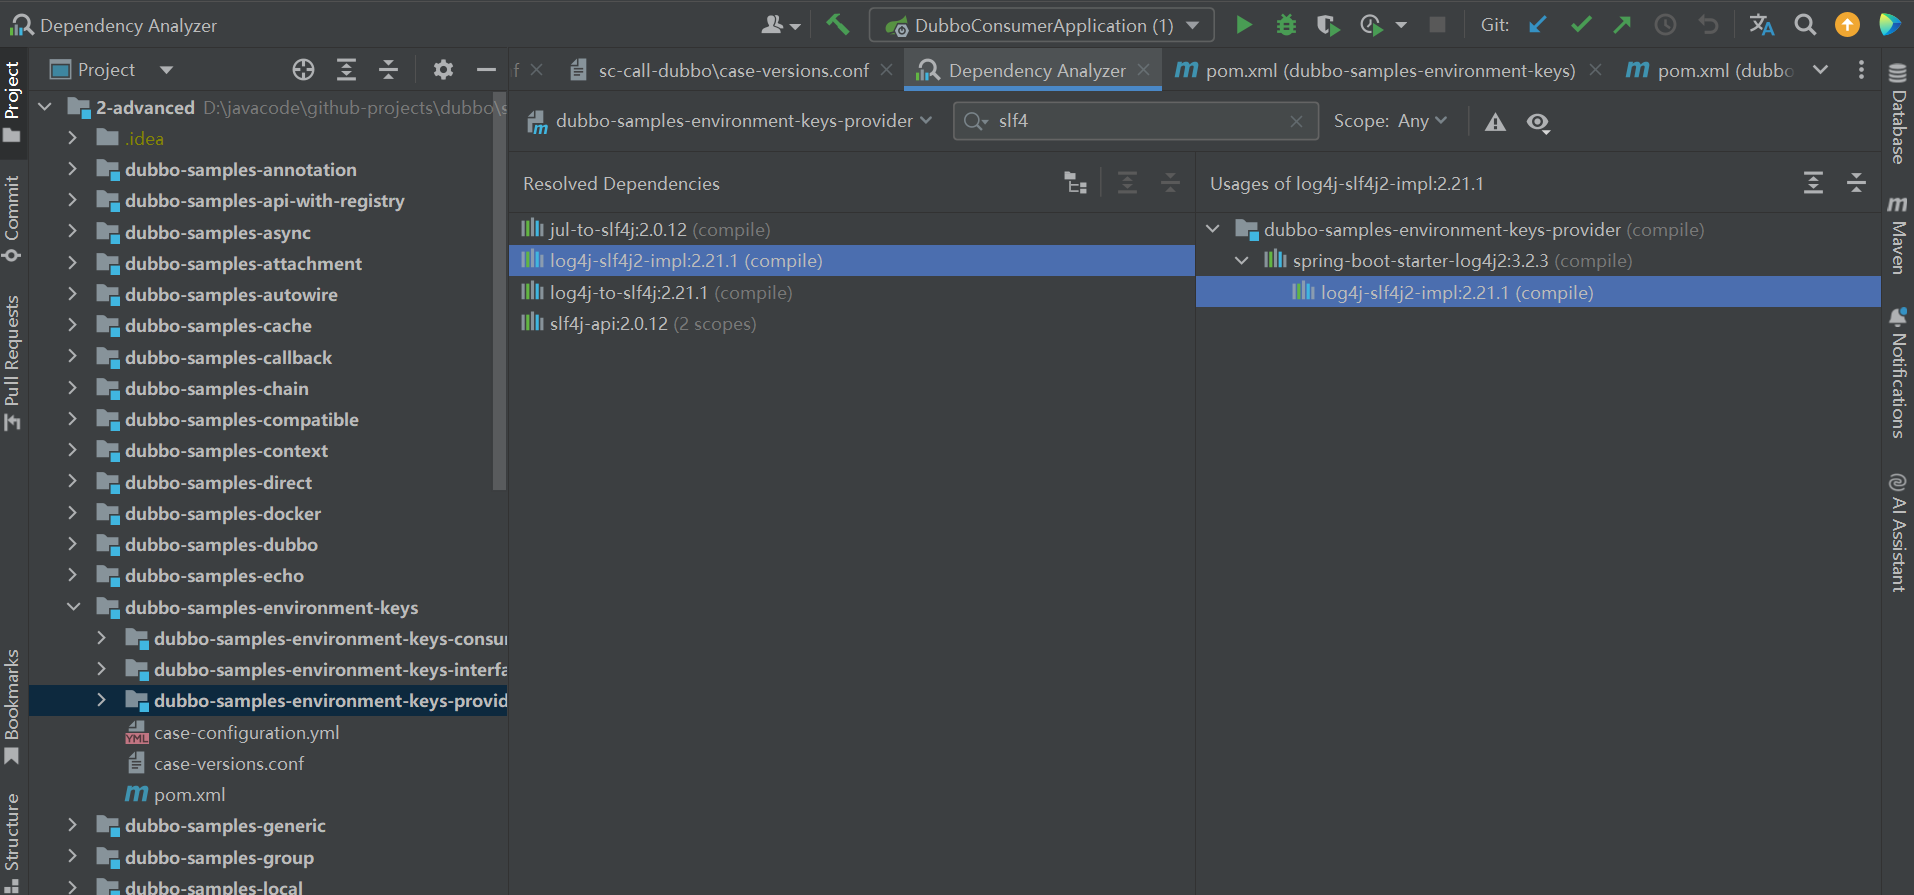 Dependency Analyzer
DubboConsumerApplication (1)
Git:
Project
f
sc-call-dubbo\case-versions.conf
Dependency Analyzer
pom.xml (dubbo-samples-environment-keys)
pom.xml (dubbo
2-advanced D:\javacode\github-projects\dubbo\s
.idea
dubbo-samples-annotation
dubbo-samples-api-with-registry
dubbo-samples-async
dubbo-samples-attachment
dubbo-samples-autowire
dubbo-samples-cache
dubbo-samples-callback
dubbo-samples-chain
dubbo-samples-compatible
dubbo-samples-context
dubbo-samples-direct
dubbo-samples-docker
dubbo-samples-dubbo
dubbo-samples-echo
dubbo-samples-environment-keys
dubbo-samples-environment-keys-consu
dubbo-samples-environment-keys-interfa
dubbo-samples-environment-keys-provid
YML case-configuration.yml
case-versions.conf
pom.xml
dubbo-samples-generic
dubbo-samples-group
dubbo-samples-local
dubbo-samples-environment-keys-provider
slf4
Scope: Any
Resolved Dependencies
jul-to-slf4j:2.0.12 (compile)
log4j-slf4j2-impl:2.21.1 (compile)
log4j-to-slf4j:2.21.1 (compile)
slf4j-api:2.0.12 (2 scopes)
Usages of log4j-slf4j2-impl:2.21.1
dubbo-samples-environment-keys-provider (compile)
spring-boot-starter-log4j2:3.2.3 (compile)
log4j-slf4j2-impl:2.21.1 (compile)
Project
Commit
Pull Requests
Bookmarks
Structure
Database
Maven
Notifications
AI Assistant